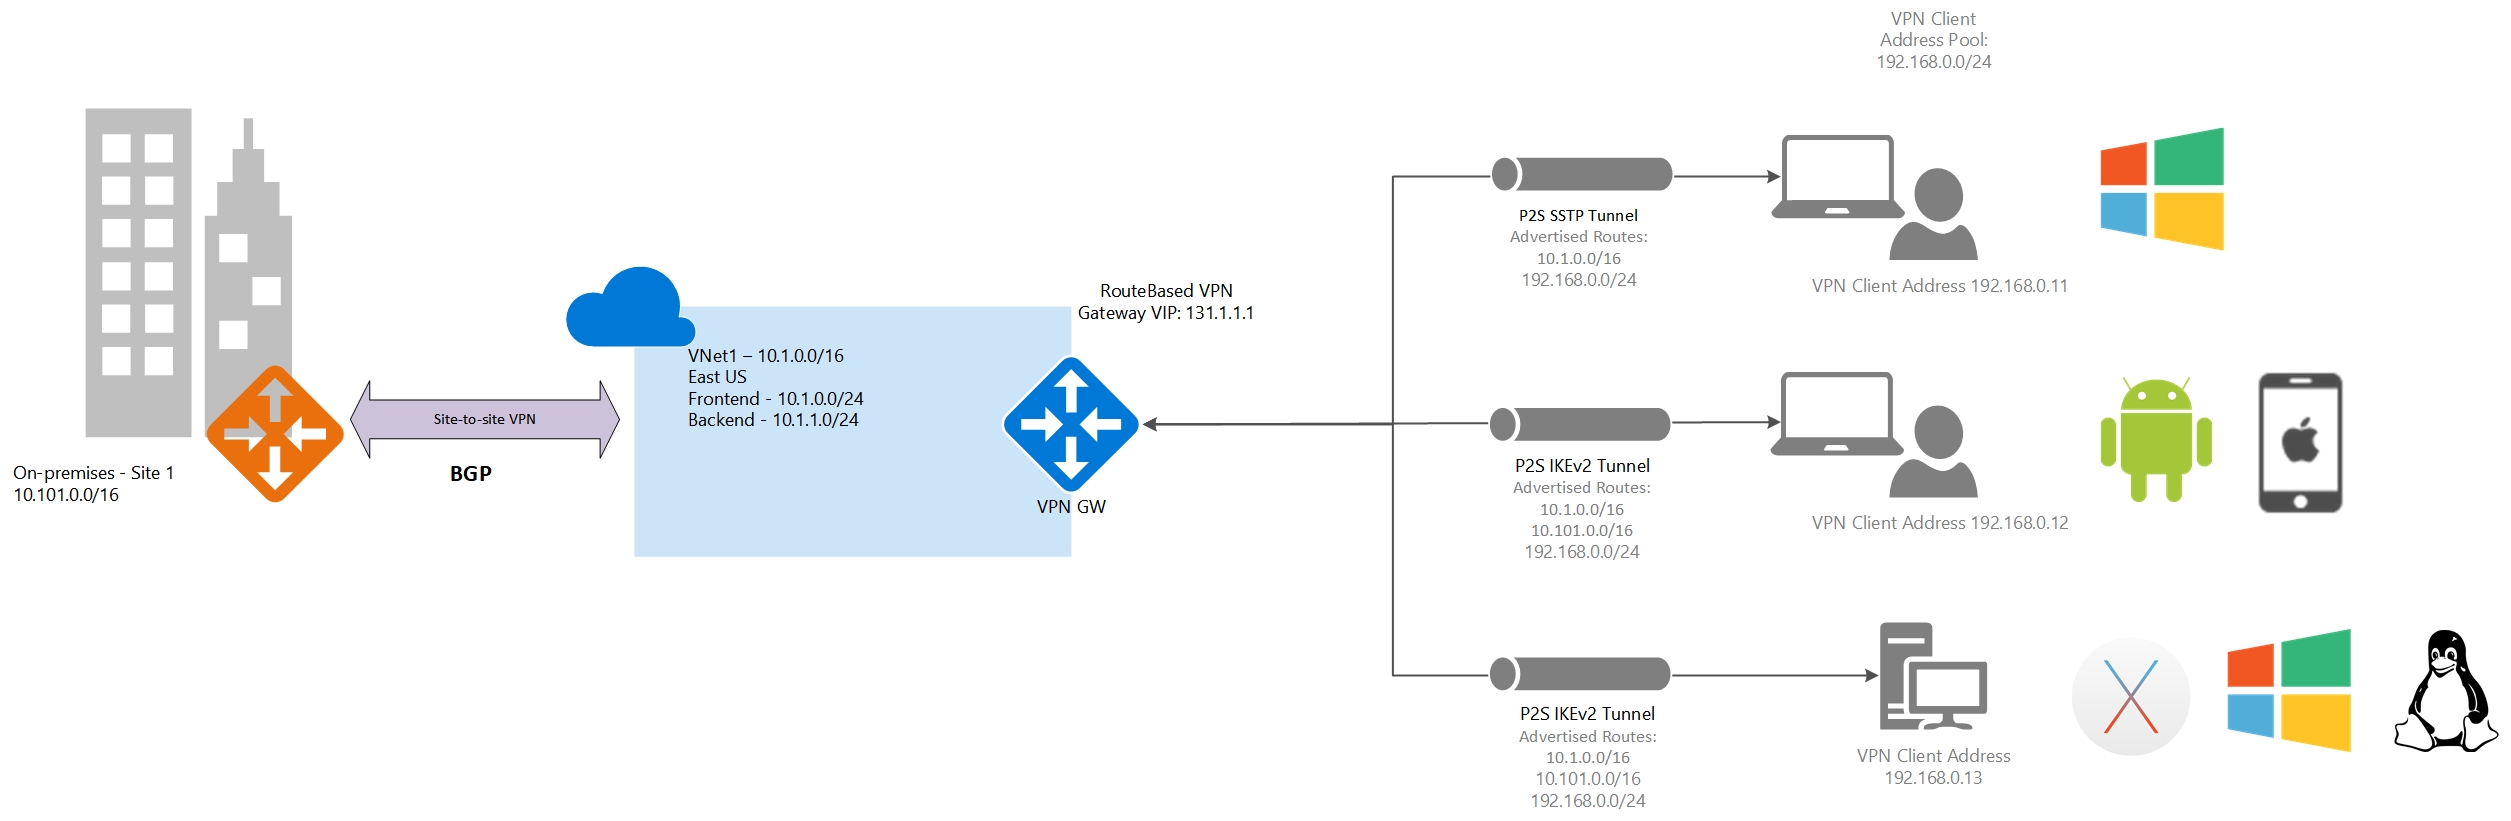 VPN Client
Address Pool:
192.168.0.0/24
P2S SSTP Tunnel
Advertised Routes:
10.1.0.0/16
192.168.0.0/24
VPN Client Address 192.168.0.11
RouteBased VPN
Gateway VIP: 131.1.1.1
VNet1 – 10.1.0.0/16
East US
Frontend - 10.1.0.0/24
Backend - 10.1.1.0/24
Site-to-site VPN
BGP
On-premises - Site 1
10.101.0.0/16
VPN GW
P2S IKEv2 Tunnel
Advertised Routes:
10.1.0.0/16
10.101.0.0/16
192.168.0.0/24
VPN Client Address 192.168.0.12
P2S IKEv2 Tunnel
Advertised Routes:
10.1.0.0/16
10.101.0.0/16
192.168.0.0/24
VPN Client Address
192.168.0.13